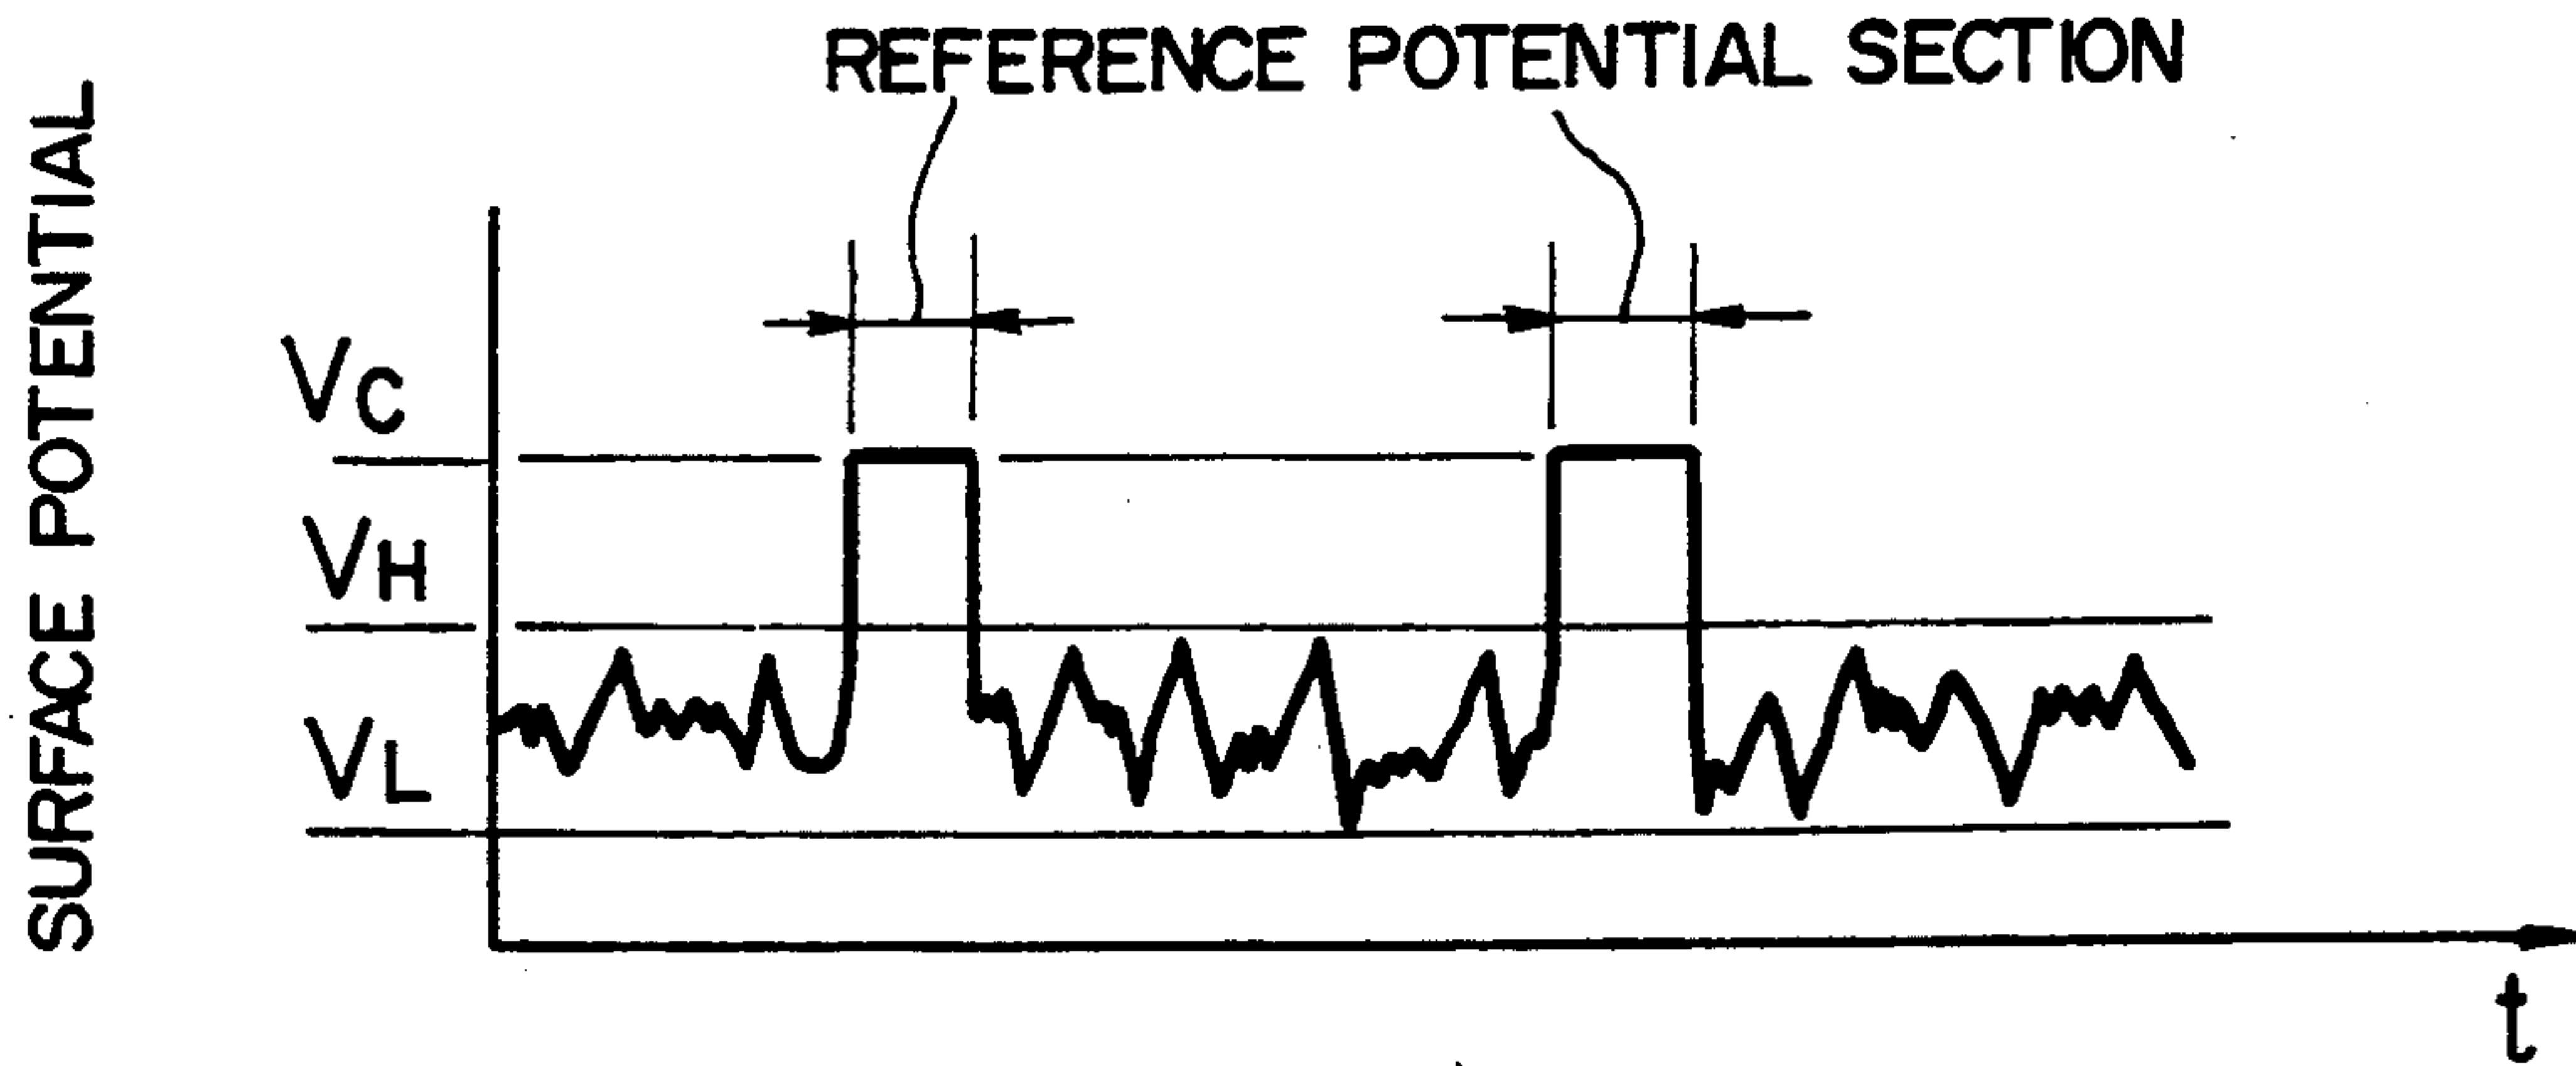 REFERENCE POTENTIAL SECTION
SURFACE POTENTIAL
VC
VH
VL
t